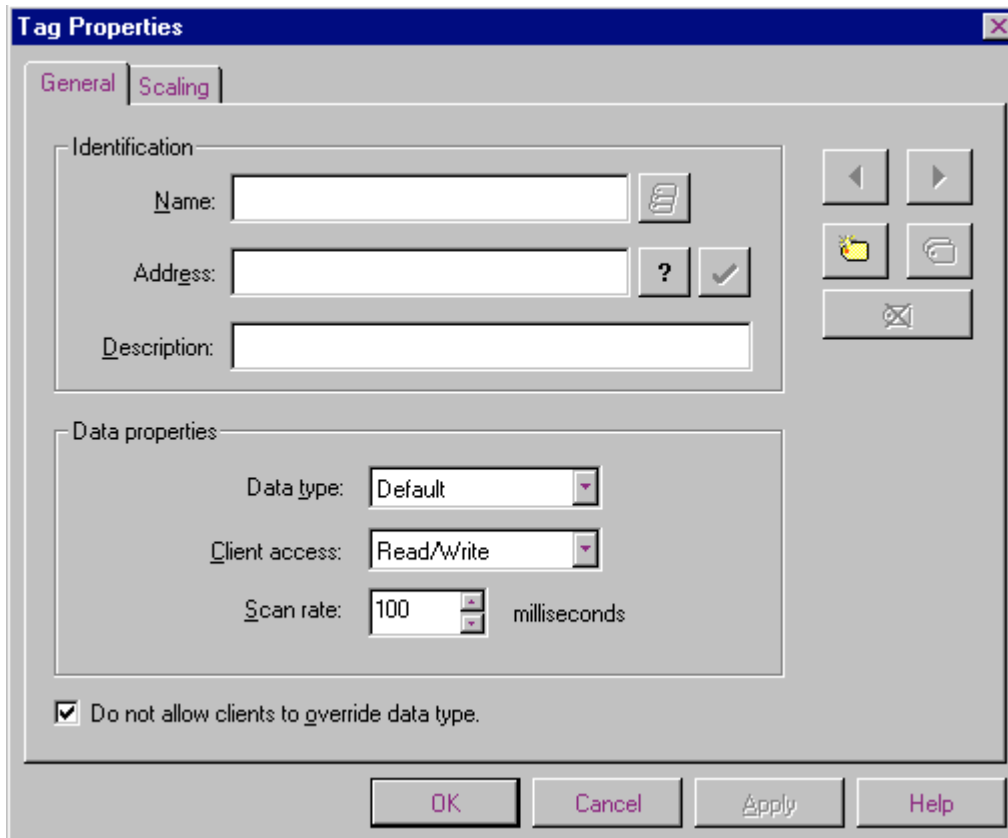 Tag Properties
General
Scaling
Identification
Name:
Address:
?
Description:
Data properties
Data type:
Default
Client access:
Read/Write
Scan rate:
100
milliseconds
Do not allow clients to override data type.
OK
Cancel
Apply
Help